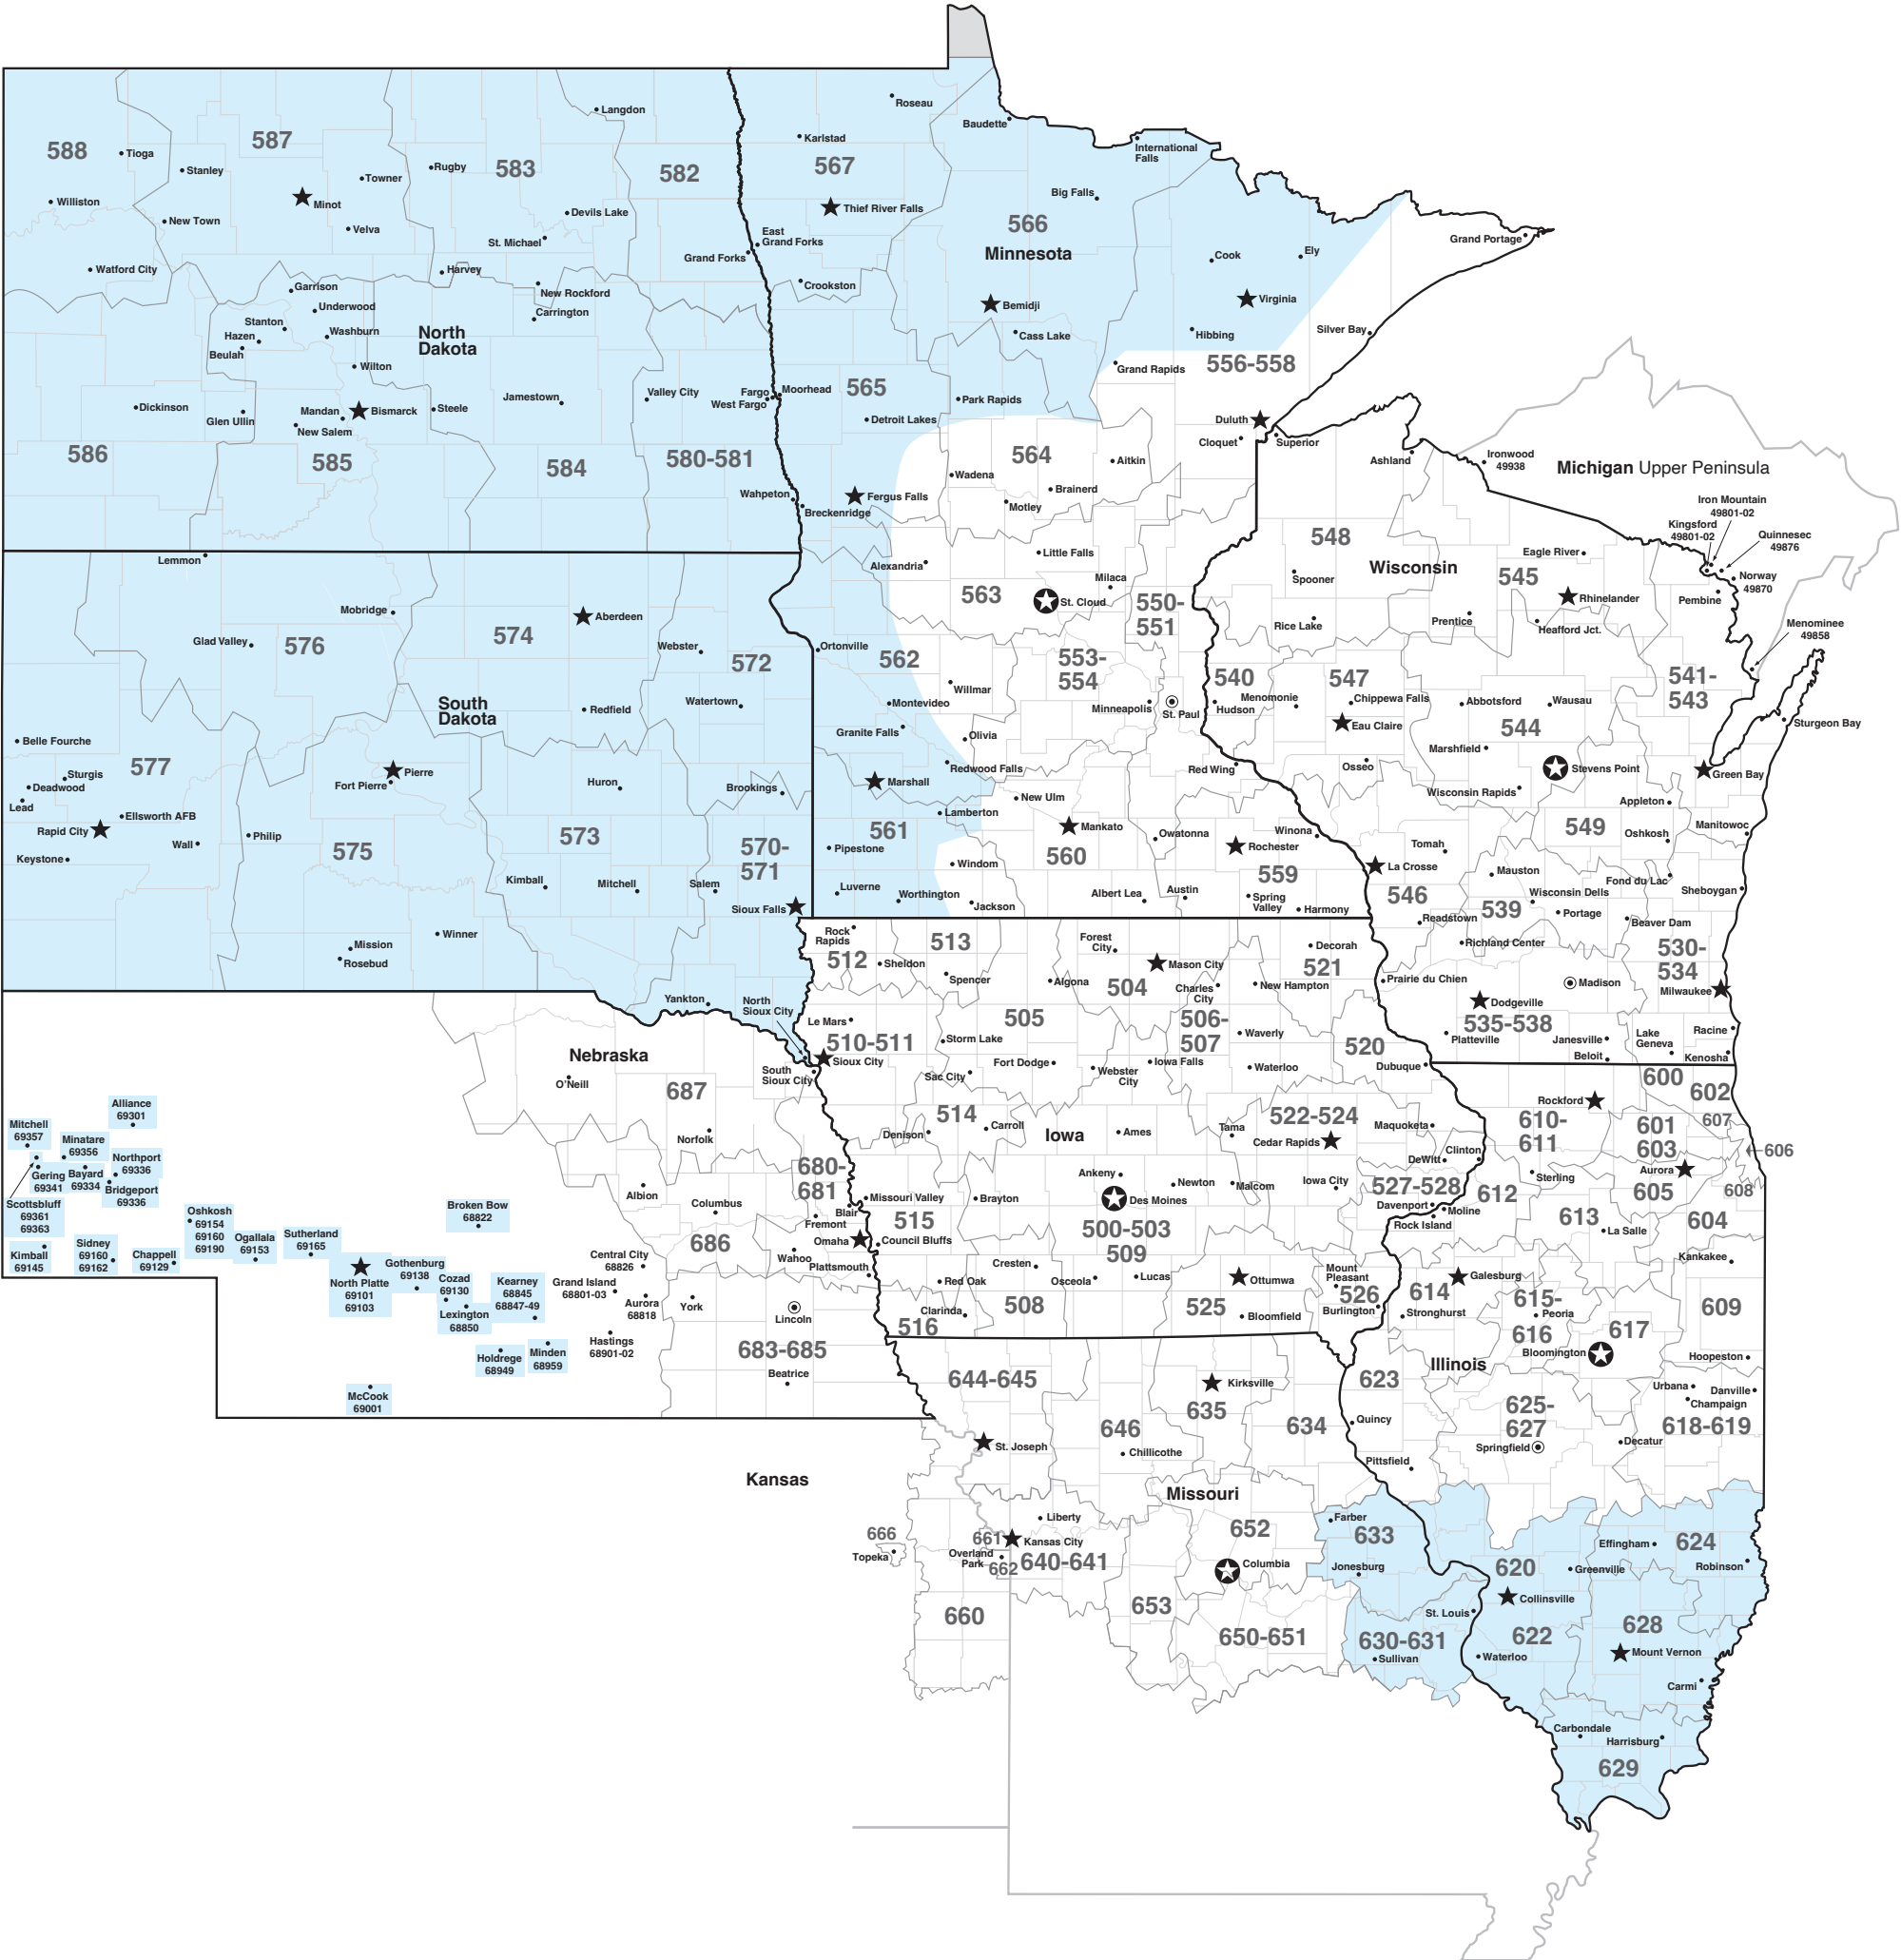 Roseau
Baudette
Langdon
Karlstad
International
Falls
588
587
583
582
567
Tioga
Stanley
Towner
Rugby
Big Falls
Williston
Minot
Thief River Falls
New Town
Velva
Devils Lake
St. Michael
566
Minnesota
East
Grand Forks
Grand Forks
Cook
Ely
Grand Portage
Watford City
Harvey
Garrison
New Rockford
Carrington
Crookston
Underwood
Bemidji
Virginia
Stanton
Hazen
Beulah
Washburn
North
Dakota
Cass Lake
Hibbing
Silver Bay
Wilton
Grand Rapids
556-558
Dickinson
Glen Ullin
Mandan
Bismarck
New Salem
Steele
Jamestown
Valley City
Fargo
West Fargo
Moorhead
565
Detroit Lakes
Park Rapids
Duluth
Cloquet
Superior
586
585
584
580-581
564
Aitkin
Wadena
Brainerd
Motley
Ashland
Ironwood
49938
Michigan Upper Peninsula
Wahpeton
Breckenridge
Fergus Falls
Iron Mountain
49801-02
Kingsford
49801-02
Quinnesec
49876
Norway
49870
Pembine
Menominee
49858
Lemmon
Little Falls
Alexandria
Milaca
563
St. Cloud
550-
551
548
Wisconsin
Spooner
Eagle River
545
Rhinelander
Rice Lake
Prentice
Heafford Jct.
Mobridge
Aberdeen
Glad Valley
576
574
Webster
572
Ortonville
562
553-
554
540
547
541-
543
South
Dakota
Redfield
Watertown
Willmar
Montevideo
Minneapolis
St. Paul
Hudson
Menomonie
Chippewa Falls
Eau Claire
Abbotsford
Wausau
544
Sturgeon Bay
Belle Fourche
577
Granite Falls
Olivia
Marshfield
Stevens Point
Sturgis
Deadwood
Lead
Pierre
Fort Pierre
Huron
Brookings
Marshall
Redwood Falls
Red Wing
Osseo
Green Bay
Wisconsin Rapids
Ellsworth AFB
Rapid City
New Ulm
Lamberton
Mankato
Owatonna
Rochester
Winona
Appleton
549
Oshkosh
Manitowoc
Keystone
Wall
Philip
575
573
570-
571
561
Pipestone
560
Windom
559
La Crosse
Tomah
Mauston
Fond du Lac
Sheboygan
Kimball
Mitchell
Salem
Sioux Falls
Luverne
Worthington
Jackson
Albert Lea
Austin
Spring
Valley
Harmony
546
Readstown
539
Wisconsin Dells
Portage
Beaver Dam
Winner
Mission
Rosebud
Rock
Rapids
512
513
Sheldon
Spencer
Forest
City
Mason City
Decorah
521
Richland Center
530-
534
Algona
504
Charles
City
New Hampton
Prairie du Chien
Madison
Milwaukee
Yankton
North
Sioux City
Le Mars
510-511
505
506-
507
Waverly
Dodgeville
535-538
Platteville
Janesville
Beloit
Lake
Geneva
Racine
Kenosha
Nebraska
O'Neill
687
Sioux City
South
Sioux City
Storm Lake
Sac City
Fort Dodge
Webster
City
Iowa Falls
Waterloo
520
Dubuque
600
602
Alliance
69301
Mitchell
69357
Minatare
69356
Northport
69336
Gering
69341
Bayard
69334
Bridgeport
69336
Scottsbluff
69361
69363
Norfolk
514
Denison
Carroll
Iowa
Ames
Tama
522-524
Cedar Rapids
Maquoketa
Rockford
610-
611
601
603
607
606
DeWitt
Clinton
Aurora
680-
681
Albion
Columbus
Ankeny
Newton
Malcom
Iowa City
527-528
612
Sterling
605
608
Oshkosh
69154
69160
69190
Broken Bow
68822
Missouri Valley
Brayton
Des Moines
Davenport
Moline
Rock Island
Blair
Fremont
515
613
604
Kimball
69145
Sidney
69160
69162
Chappell
69129
Ogallala
69153
Sutherland
69165
686
Omaha
Council Bluffs
500-503
509
La Salle
Wahoo
Plattsmouth
Kankakee
Gothenburg
69138
North Platte
69101
69103
Cozad
69130
Kearney
68845
68847-49
Lexington
68850
Central City
68826
Grand Island
68801-03
Aurora
68818
York
Lincoln
Red Oak
Creston
Osceola
Lucas
Ottumwa
Mount
Pleasant
526
Burlington
614
Galesburg
Stronghurst
615-
616
Peoria
609
Clarinda
516
508
525
Bloomfield
Hastings
68901-02
Holdrege
68949
Minden
68959
683-685
Beatrice
McCook
69001
617
Illinois
Bloomington
Hoopeston
644-645
Kirksville
635
623
Urbana
Danville
Champaign
646
634
Quincy
625-
627
618-619
St. Joseph
Chillicothe
Springfield
Decatur
Kansas
Pittsfield
Missouri
Liberty
652
Farber
633
666
Topeka
661
Kansas City
Overland
Park
662
640-641
Columbia
Jonesburg
Effingham
624
Robinson
620
Greenville
Collinsville
660
653
St. Louis
628
650-651
630-631
Sullivan
622
Waterloo
Mount Vernon
Carmi
Carbondale
Harrisburg
629